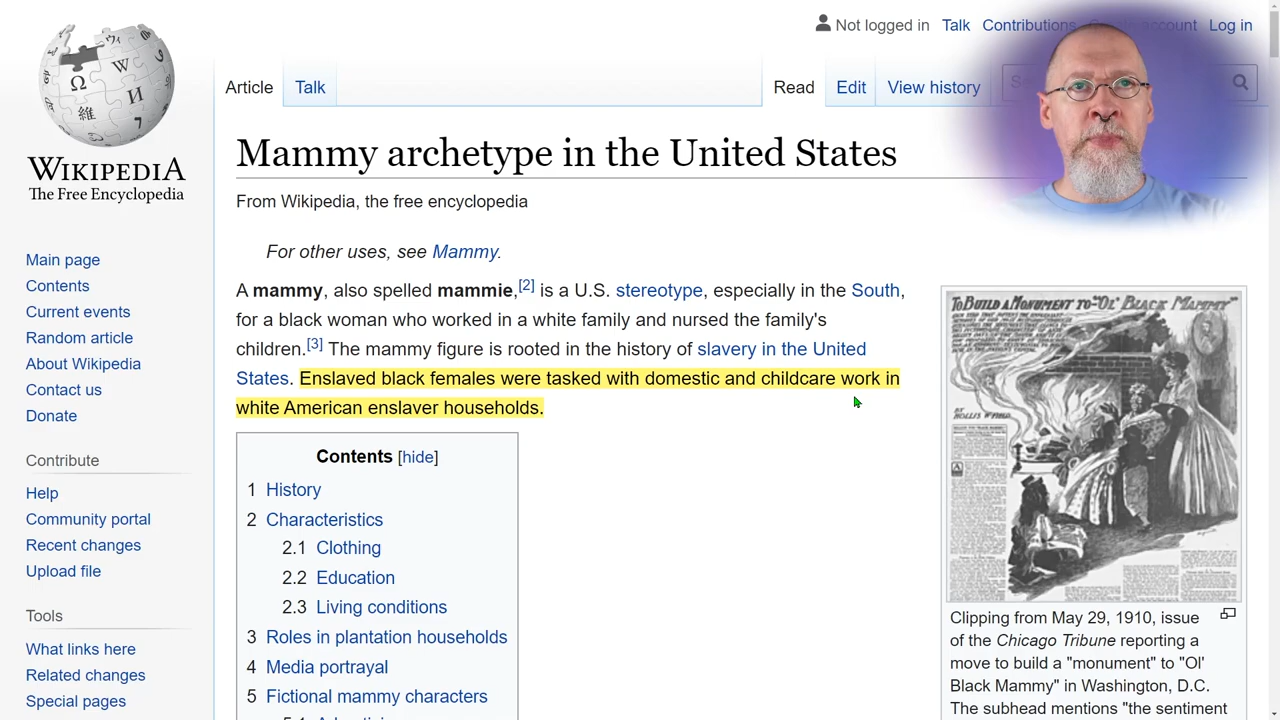 Not logged in Talk Contributions Create account Log in
Article Talk Read Edit View history
WIKIPEDIA
The Free Encyclopedia
Mammy archetype in the United States
From Wikipedia, the free encyclopedia
For other uses, see Mammy.
A mammy, also spelled mammie,[2] is a U.S. stereotype, especially in the South,
for a black woman who worked in a white family and nursed the family's
children.[3] The mammy figure is rooted in the history of slavery in the United
States. Enslaved black females were tasked with domestic and childcare work in
white American enslaver households.
Contents [hide]
1 History
2 Characteristics
2.1 Clothing
2.2 Education
2.3 Living conditions
3 Roles in plantation households
4 Media portrayal
5 Fictional mammy characters
5.1
Main page
Contents
Current events
Random article
About Wikipedia
Contact us
Donate
Contribute
Help
Community portal
Recent changes
Upload file
Tools
What links here
Related changes
Special pages
TO BUILD A MONUMENT TO "OL' BLACK MAMMY"
BY
HOLLIS W FIELD.
Clipping from May 29, 1910, issue
of the Chicago Tribune reporting a
move to build a "monument" to "Ol'
Black Mammy" in Washington, D.C.
The subhead mentions "the sentiment